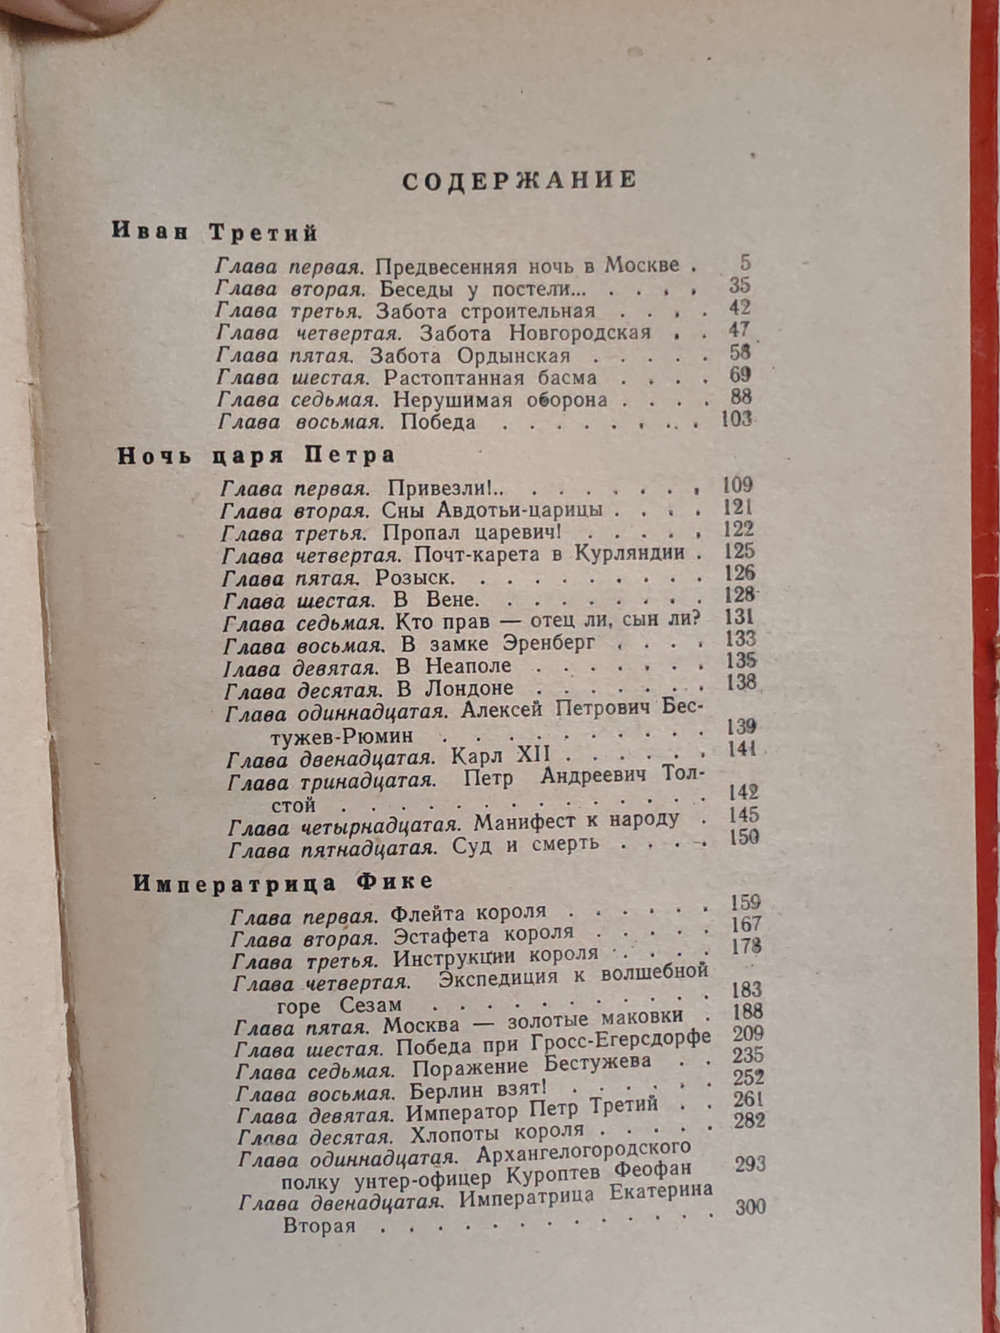 СОДЕРЖАНИЕ
Иван Третий
Глава первая. Предвесенняя ночь в Москве . 5
Глава вторая. Беседы у постели... . . . . 35
Глава третья. Забота строительная . . . . 42
Глава четвертая. Забота Новгородская . . 47
Глава пятая. Забота Ордынская . . . . . 58
Глава шестая. Растоптанная басма . . . . 69
Глава седьмая. Нерушимая оборона . . . . 88
Глава восьмая. Победа . . . . . . . . 103
Ночь царя Петра
Глава первая. Привезли!.. . . . . . . . 109
Глава вторая. Сны Авдотьи-царицы . . . . 121
Глава третья. Пропал царевич! . . . . . 122
Глава четвертая. Почт-карета в Курляндии . 125
Глава пятая. Розыск. . . . . . . . . . 126
Глава шестая. В Вене. . . . . . . . . 128
Глава седьмая. Кто прав — отец ли, сын ли? 131
Глава восьмая. В замке Эренберг . . . . 133
Глава девятая. В Неаполе . . . . . . . 135
Глава десятая. В Лондоне . . . . . . . 138
Глава одиннадцатая. Алексей Петрович Бес-
тужев-Рюмин . . . . . . . . . . 139
Глава двенадцатая. Карл XII . . . . . . 141
Глава тринадцатая. Петр Андреевич Тол-
стой . . . . . . . . . . . . . 142
Глава четырнадцатая. Манифест к народу . 145
Глава пятнадцатая. Суд и смерть . . . . 150
Императрица Фике
Глава первая. Флейта короля . . . . . . 159
Глава вторая. Эстафета короля . . . . . 167
Глава третья. Инструкции короля . . . . 178
Глава четвертая. Экспедиция к волшебной
горе Сезам . . . . . . . . . . 183
Глава пятая. Москва — золотые маковки . 188
Глава шестая. Победа при Гросс-Егерсдорфе 209
Глава седьмая. Поражение Бестужева . . 235
Глава восьмая. Берлин взят! . . . . . . 252
Глава девятая. Император Петр Третий . . 261
Глава десятая. Хлопоты короля . . . . . 282
Глава одиннадцатая. Архангелогородского
полку унтер-офицер Куроптев Феофан 293
Глава двенадцатая. Императрица Екатерина
Вторая . . . . . . . . . . . . . 300